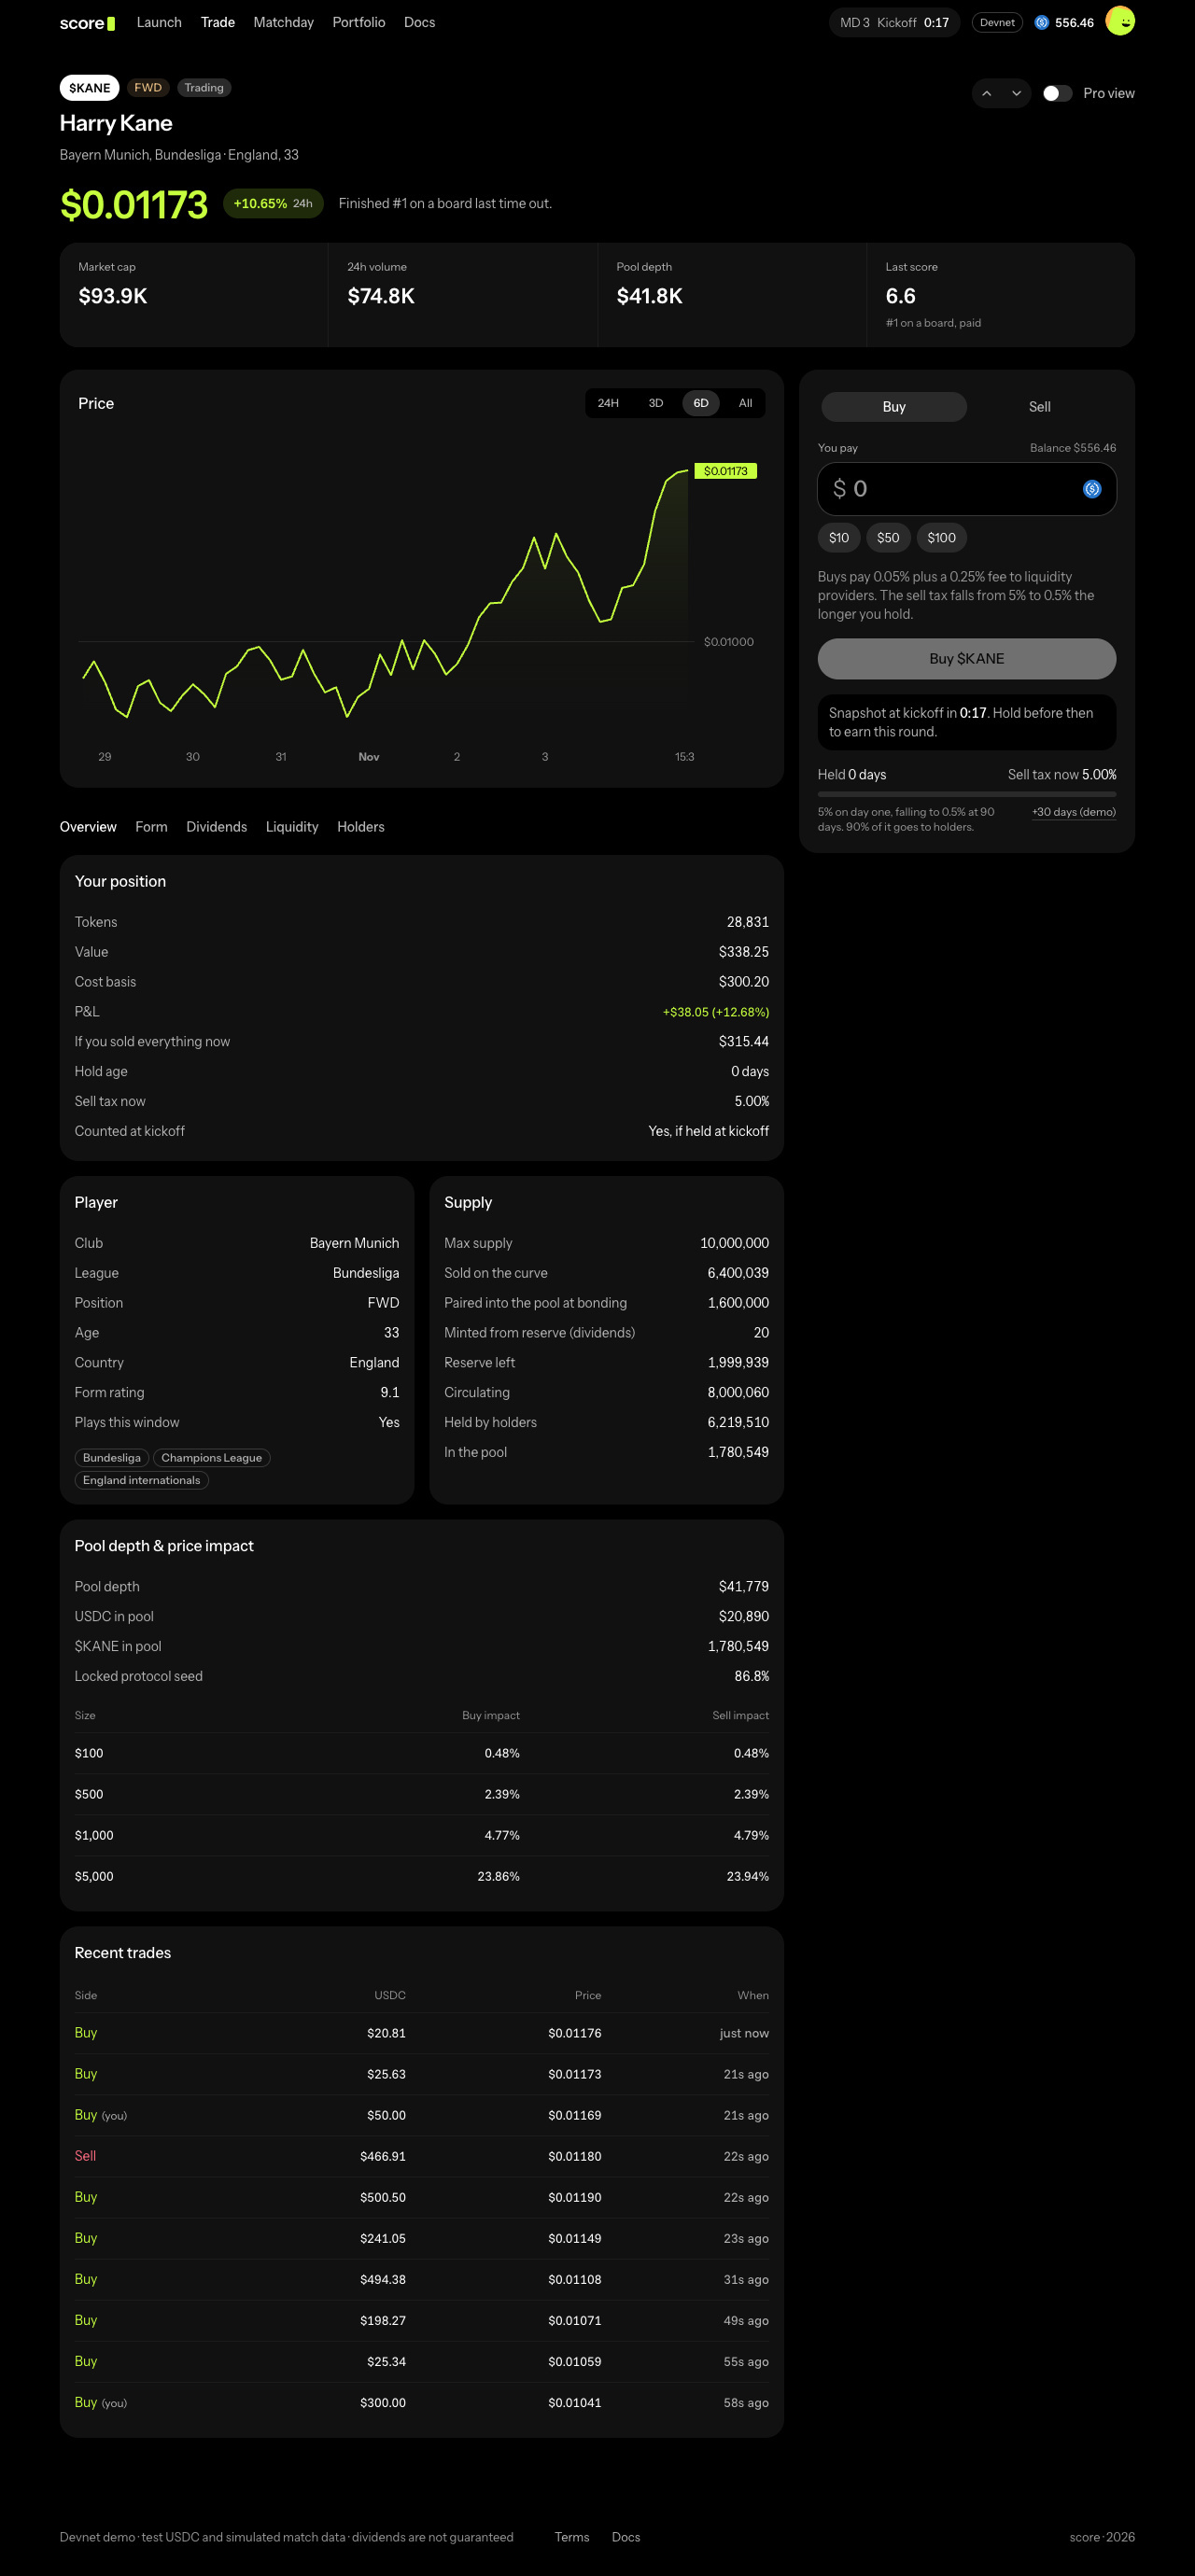 score Launch Trade Matchday Portfolio Docs MD 3 Kickoff 0:17 Devnet 556.46
$KANE FWD Trading Pro view
Harry Kane
Bayern Munich, Bundesliga · England, 33
$0.01173 +10.65% 24h Finished #1 on a board last time out.
Market cap 24h volume Pool depth Last score
$93.9K $74.8K $41.8K 6.6
#1 on a board, paid
Price 24H 3D 6D All
$0.01173
$0.01000
29 30 31 Nov 2 3 15:3
Buy Sell
You pay Balance $556.46
$ 0
$10 $50 $100
Buys pay 0.05% plus a 0.25% fee to liquidity
providers. The sell tax falls from 5% to 0.5% the
longer you hold.
Buy $KANE
Snapshot at kickoff in 0:17. Hold before then
to earn this round.
Held 0 days Sell tax now 5.00%
5% on day one, falling to 0.5% at 90 +30 days (demo)
days. 90% of it goes to holders.
Overview Form Dividends Liquidity Holders
Your position
Tokens 28,831
Value $338.25
Cost basis $300.20
P&L +$38.05 (+12.68%)
If you sold everything now $315.44
Hold age 0 days
Sell tax now 5.00%
Counted at kickoff Yes, if held at kickoff
Player
Club Bayern Munich
League Bundesliga
Position FWD
Age 33
Country England
Form rating 9.1
Plays this window Yes
Bundesliga Champions League
England internationals
Supply
Max supply 10,000,000
Sold on the curve 6,400,039
Paired into the pool at bonding 1,600,000
Minted from reserve (dividends) 20
Reserve left 1,999,939
Circulating 8,000,060
Held by holders 6,219,510
In the pool 1,780,549
Pool depth & price impact
Pool depth $41,779
USDC in pool $20,890
$KANE in pool 1,780,549
Locked protocol seed 86.8%
Size Buy impact Sell impact
$100 0.48% 0.48%
$500 2.39% 2.39%
$1,000 4.77% 4.79%
$5,000 23.86% 23.94%
Recent trades
Side USDC Price When
Buy $20.81 $0.01176 just now
Buy $25.63 $0.01173 21s ago
Buy (you) $50.00 $0.01169 21s ago
Sell $466.91 $0.01180 22s ago
Buy $500.50 $0.01190 22s ago
Buy $241.05 $0.01149 23s ago
Buy $494.38 $0.01108 31s ago
Buy $198.27 $0.01071 49s ago
Buy $25.34 $0.01059 55s ago
Buy (you) $300.00 $0.01041 58s ago
Devnet demo · test USDC and simulated match data · dividends are not guaranteed Terms Docs score · 2026